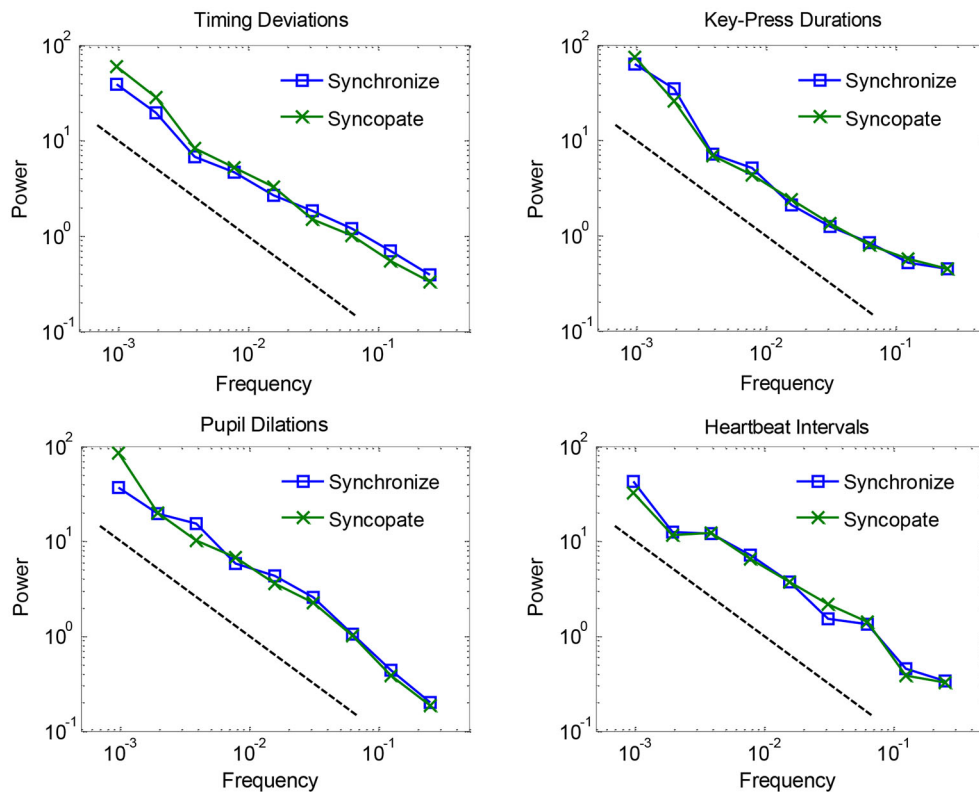 Timing Deviations
10^2
10^1
10^0
10^-1
Power
Synchronize
Syncopate
10^-3
10^-2
10^-1
Frequency
Key-Press Durations
10^2
10^1
10^0
10^-1
Power
Synchronize
Syncopate
10^-3
10^-2
10^-1
Frequency
Pupil Dilations
10^2
10^1
10^0
10^-1
Power
Synchronize
Syncopate
10^-3
10^-2
10^-1
Frequency
Heartbeat Intervals
10^2
10^1
10^0
10^-1
Power
Synchronize
Syncopate
10^-3
10^-2
10^-1
Frequency